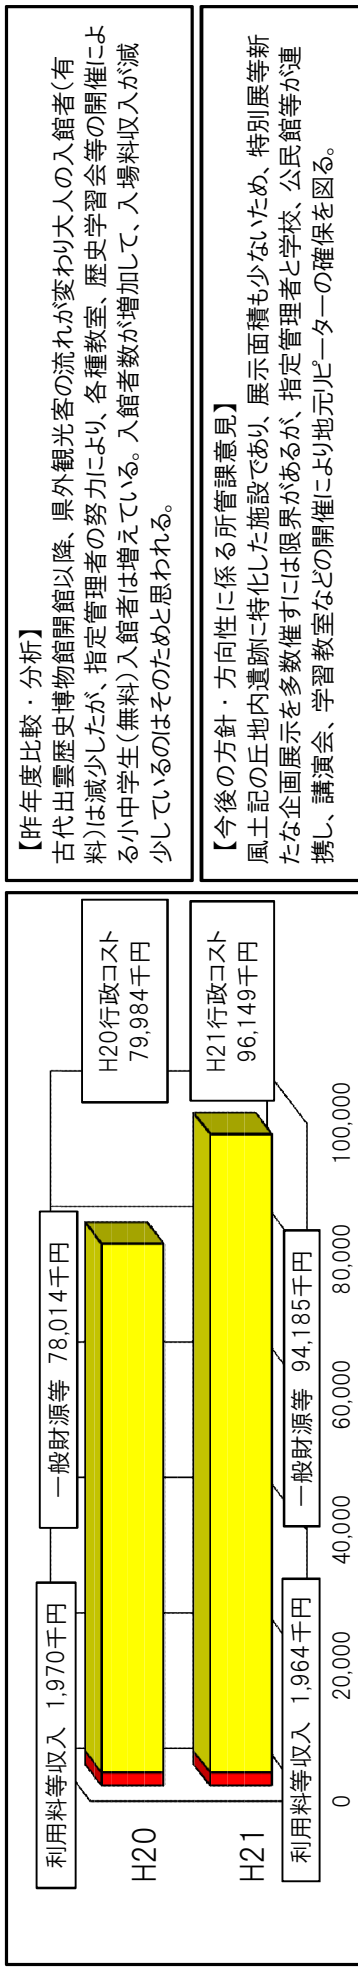 利用料等収入 1,970千円
一般財源等 78,014千円
H20行政コスト
79,984千円
H20
H21
H21行政コスト
96,149千円
利用料等収入 1,964千円
一般財源等 94,185千円
0
20,000
40,000
60,000
80,000
100,000
【昨年度比較・分析】
古代出雲歴史博物館開館以降、県外観光客の流れが変わり大人の入館者(有
料)は減少したが、指定管理者の努力により、各種教室、歴史学習会等の開催によ
る小中学生(無料)入館者は増えている。入館者数が増加して、入場料収入が減
少しているのはそのためと思われる。
【今後の方針・方向性に係る所管課意見】
風土記の丘地内遺跡に特化した施設であり、展示面積も少ないため、特別展等新
たな企画展示を多数催すには限界があるが、指定管理者と学校、公民館等が連
携し、講演会、学習教室などの開催により地元リピーターの確保を図る。